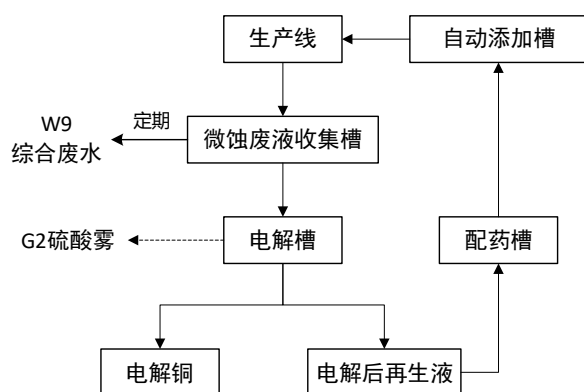 生产线
自动添加槽
W9
综合废水
定期
微蚀废液收集槽
G2硫酸雾
电解槽
配药槽
电解铜
电解后再生液